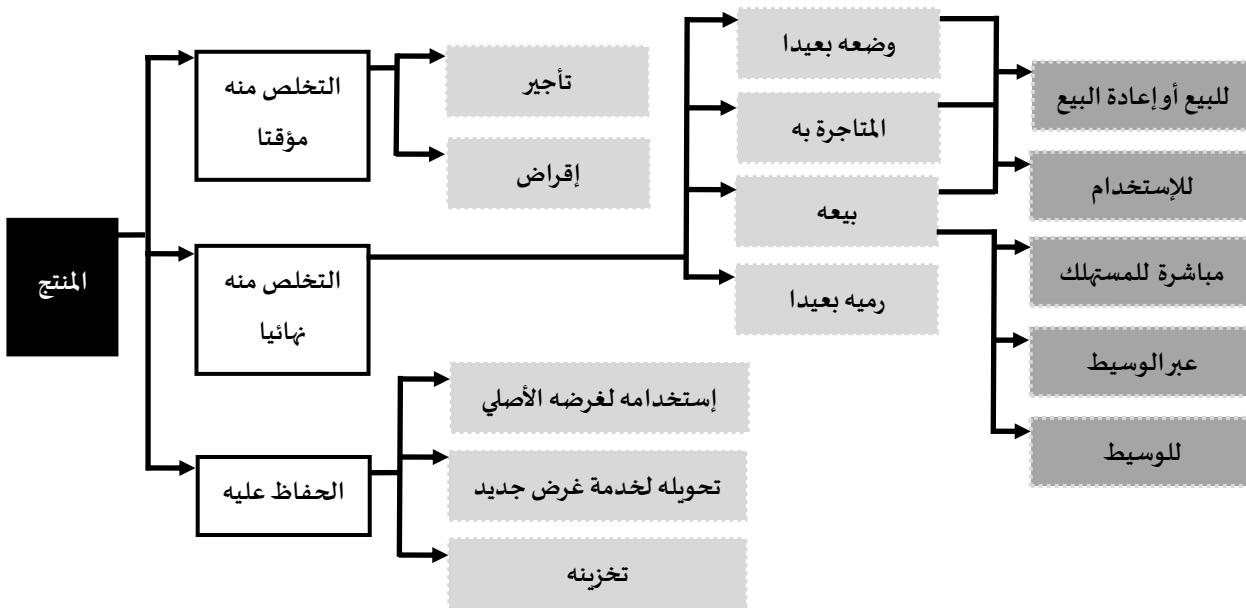 المنتج
التخلص منه
مؤقتا
تأجير
إقراض
التخلص منه
نهائيا
وضعه بعيدا
المتاجرة به
بيعه
رميه بعيدا
للبيع أو إعادة البيع
للإستخدام
مباشرة للمستهلك
عبر الوسيط
للوسيط
الحفاظ عليه
إستخدامه لغرضه الأصلي
تحويله لخدمة غرض جديد
تخزينه